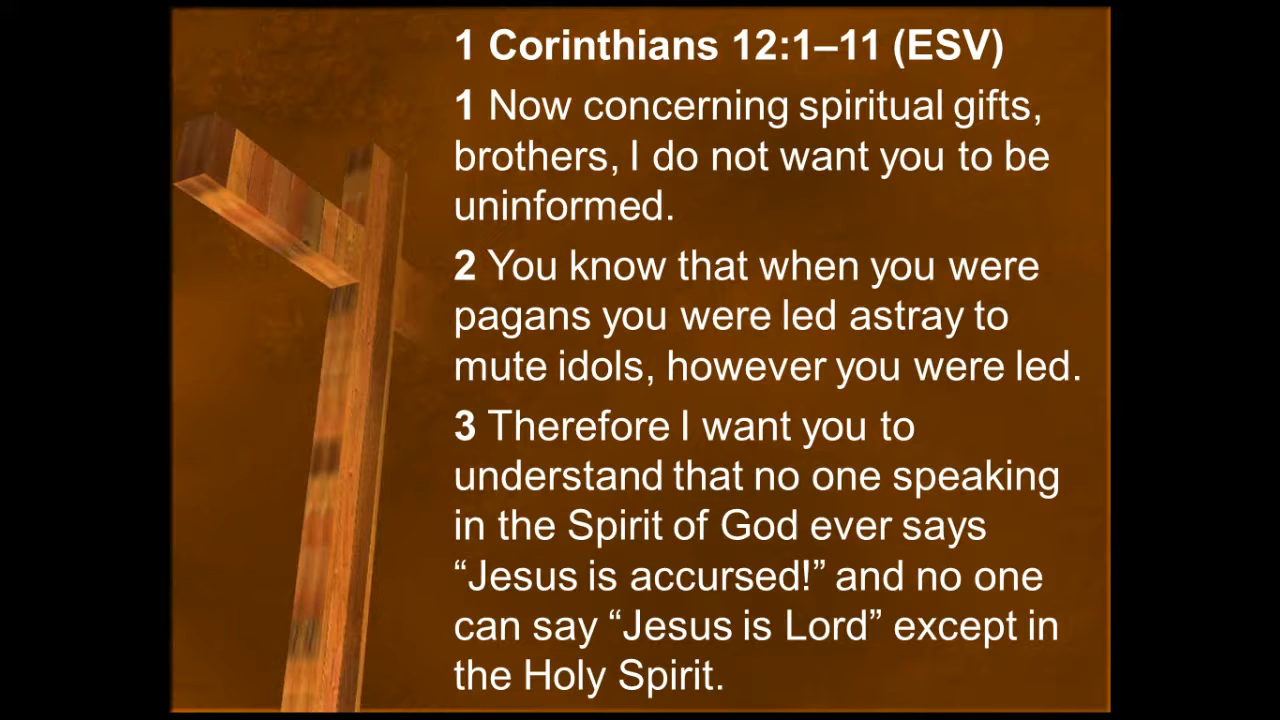 1 Corinthians 12:1–11 (ESV)
1 Now concerning spiritual gifts,
brothers, I do not want you to be
uninformed.
2 You know that when you were
pagans you were led astray to
mute idols, however you were led.
3 Therefore I want you to
understand that no one speaking
in the Spirit of God ever says
“Jesus is accursed!” and no one
can say “Jesus is Lord” except in
the Holy Spirit.